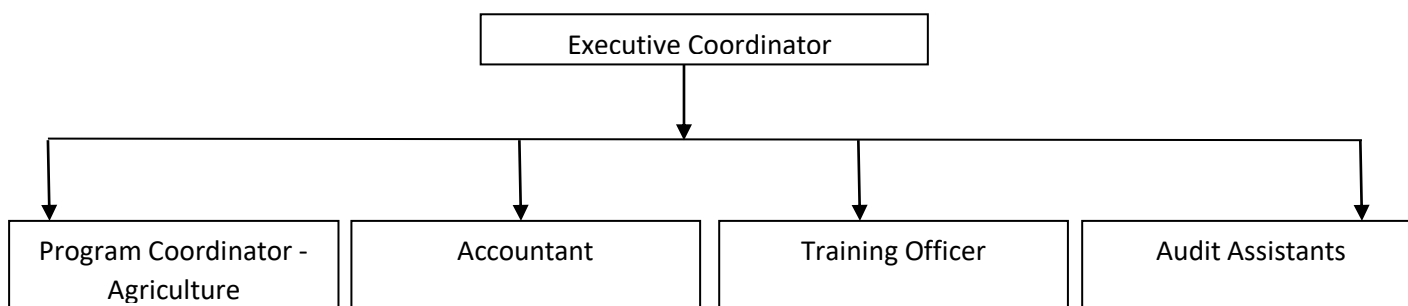 Executive Coordinator
Program Coordinator -
Agriculture
Accountant
Training Officer
Audit Assistants